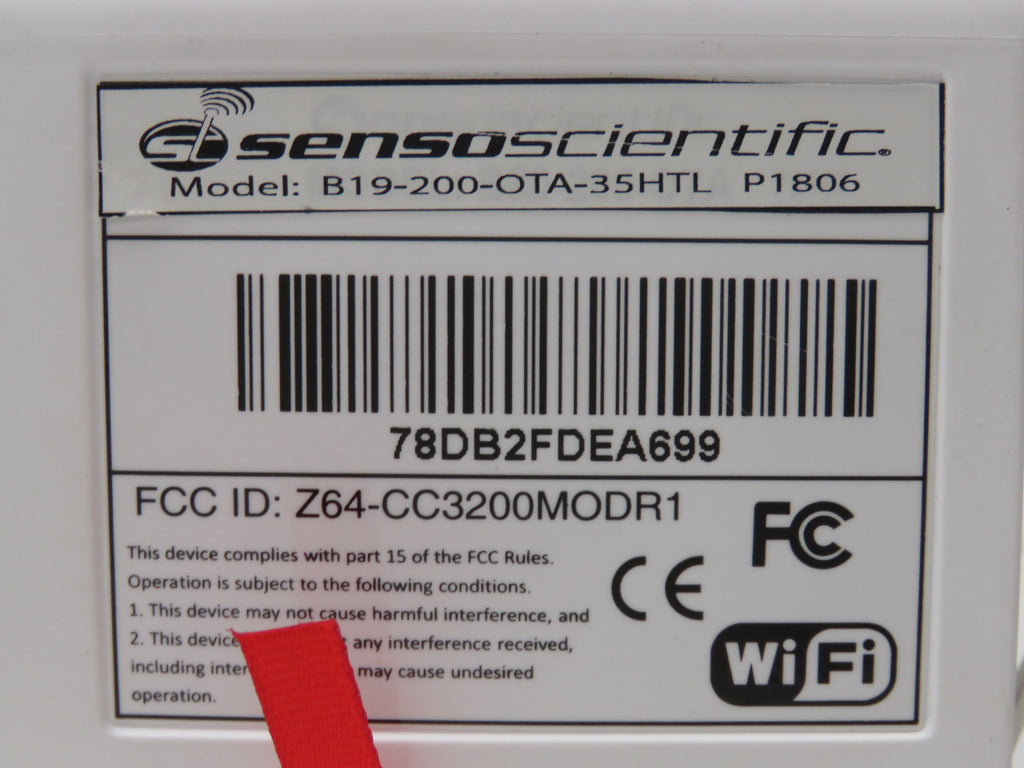 SL sensoscientific.
Model: B19-200-OTA-35HTL P1806
78DB2FDEA699
FCC ID: Z64-CC3200MODR1
This device complies with part 15 of the FCC Rules.
Operation is subject to the following conditions.
1. This device may not cause harmful interference, and
2. This device any interference received,
including may cause undesired
operation.
FC
CE
WiFi